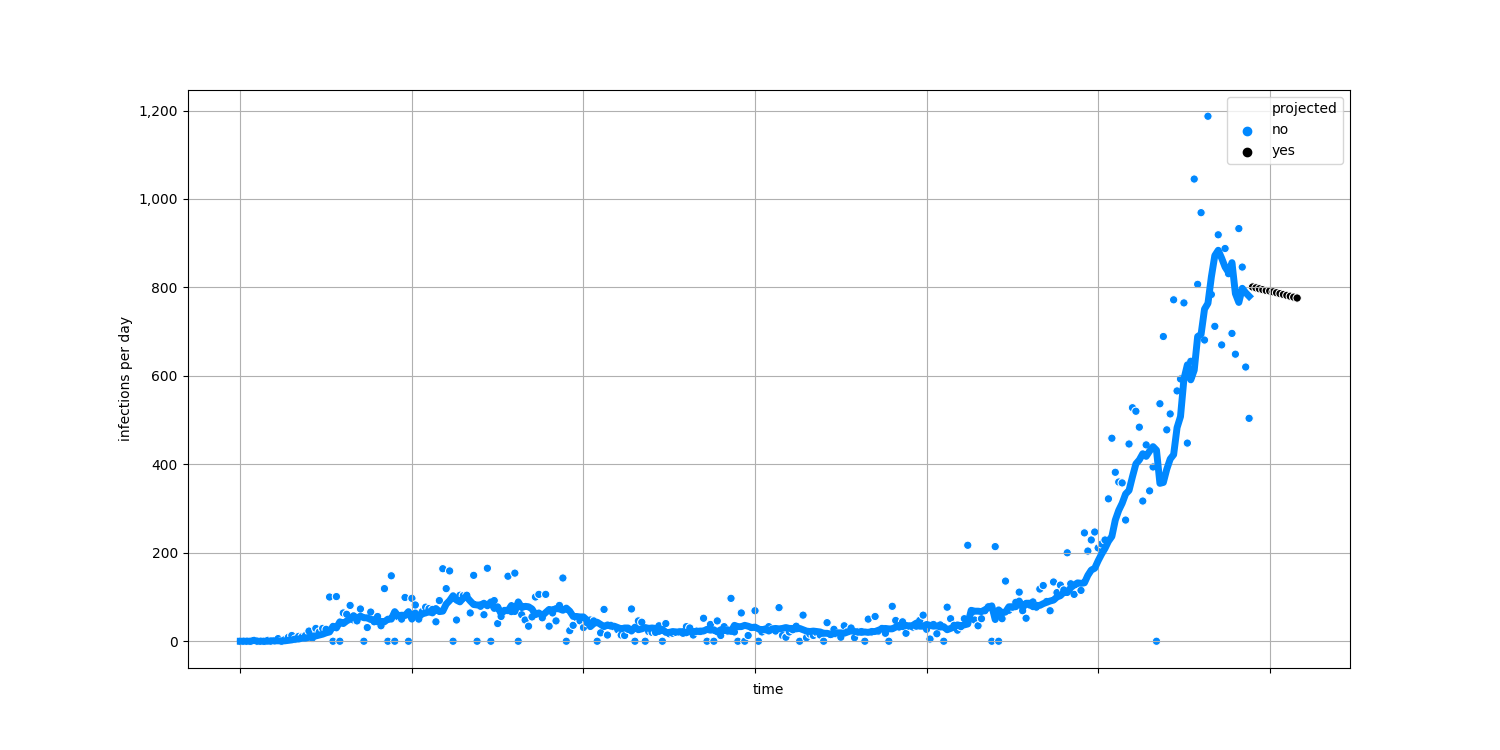 1,200
1,000
800
600
400
200
0
infections per day
time
projected
no
yes